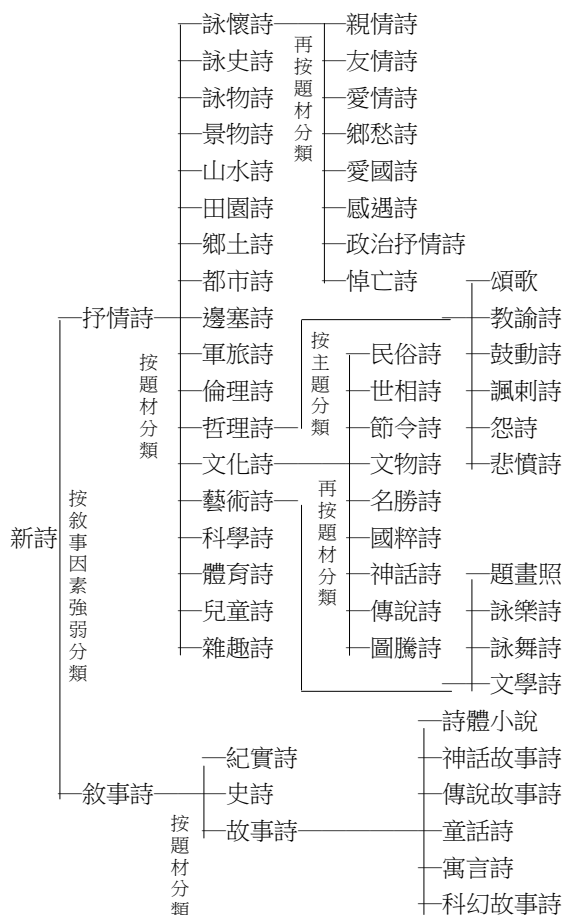 詠懷詩 親情詩
詠史詩 友情詩
詠物詩 愛情詩
景物詩 鄉愁詩
山水詩 愛國詩
田園詩 感遇詩
鄉土詩 政治抒情詩
都市詩 悼亡詩 頌歌
抒情詩 邊塞詩 教諭詩
軍旅詩 民俗詩 鼓動詩
倫理詩 世相詩 諷刺詩
哲理詩 節令詩 怨詩
文化詩 文物詩 悲憤詩
藝術詩 名勝詩
新詩 科學詩 國粹詩
體育詩 神話詩 題畫照
兒童詩 傳說詩 詠樂詩
雜趣詩 圖騰詩 詠舞詩
文學詩
詩體小說
紀實詩 神話故事詩
敘事詩 史詩 傳說故事詩
故事詩 童話詩
寓言詩
科幻故事詩
再按題材分類
按主題分類
按題材分類
再按題材分類
按敘事因素強弱分類
按題材分類